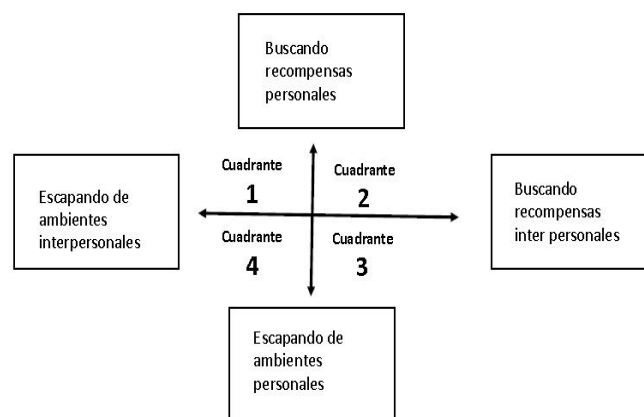 Buscando
recompensas
personales
Escapando de
ambientes
interpersonales
Cuadrante
1
Cuadrante
2
Buscando
recompensas
inter personales
Cuadrante
4
Cuadrante
3
Escapando de
ambientes
personales